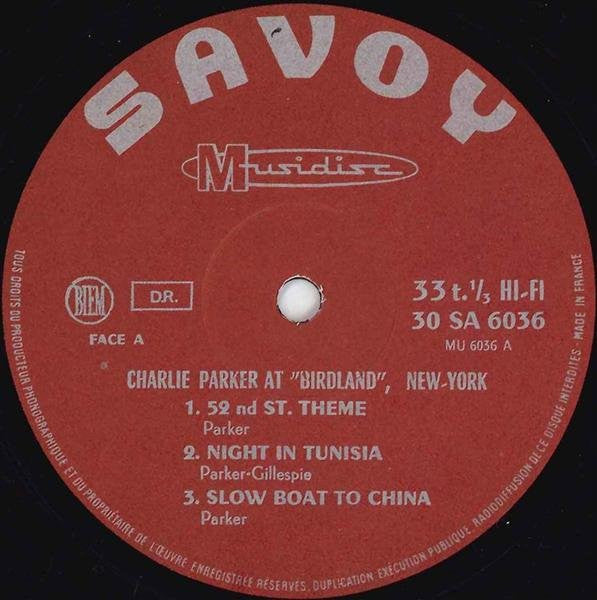 SAVOY
Musidisc
BIEM
D.R.
33 t.⅓ HI-FI
30 SA 6036
FACE A
MU 6036 A
CHARLIE PARKER AT "BIRDLAND", NEW-YORK
1. 52 nd ST. THEME
Parker
2. NIGHT IN TUNISIA
Parker-Gillespie
3. SLOW BOAT TO CHINA
Parker
TOUS DROITS DU PRODUCTEUR PHONOGRAPHIQUE ET DU PROPRIÉTAIRE DE L'ŒUVRE ENREGISTRÉE RÉSERVÉS, DUPLICATION, EXÉCUTION PUBLIQUE, RADIODIFFUSION DE CE DISQUE INTERDITES - MADE IN FRANCE